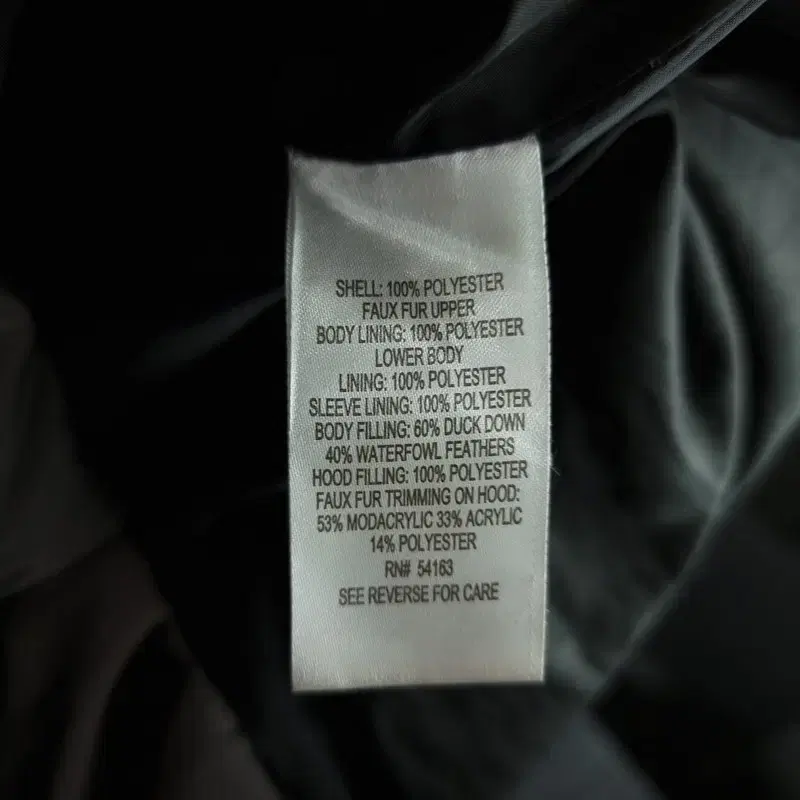 SHELL: 100% POLYESTER
FAUX FUR UPPER
BODY LINING: 100% POLYESTER
LOWER BODY
LINING: 100% POLYESTER
SLEEVE LINING: 100% POLYESTER
BODY FILLING: 60% DUCK DOWN
40% WATERFOWL FEATHERS
HOOD FILLING: 100% POLYESTER
FAUX FUR TRIMMING ON HOOD:
53% MODACRYLIC 33% ACRYLIC
14% POLYESTER
RN# 54163
SEE REVERSE FOR CARE